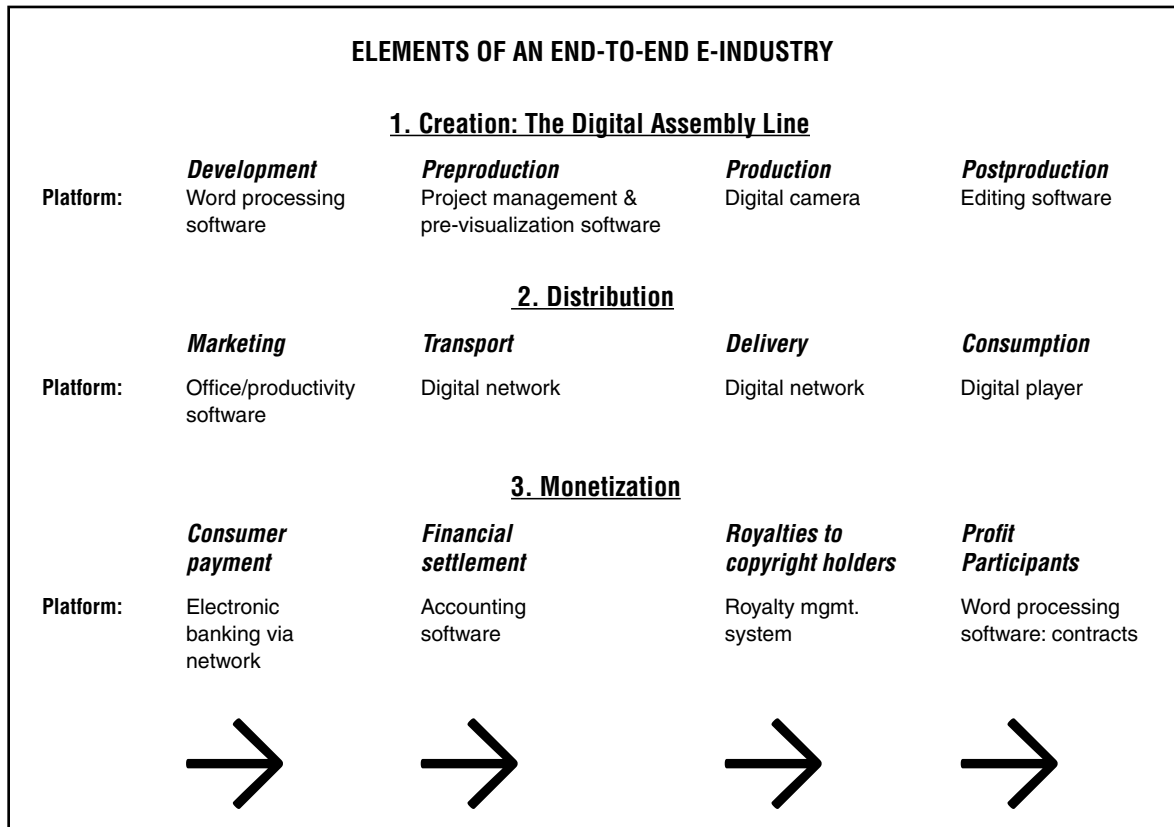 ELEMENTS OF AN END-TO-END E-INDUSTRY
1. Creation: The Digital Assembly Line
Development Preproduction Production Postproduction
Platform: Word processing Project management & Digital camera Editing software
software pre-visualization software
2. Distribution
Marketing Transport Delivery Consumption
Platform: Office/productivity Digital network Digital network Digital player
software
3. Monetization
Consumer Financial Royalties to Profit
payment settlement copyright holders Participants
Platform: Electronic Accounting Royalty mgmt. Word processing
banking via software system software: contracts
network